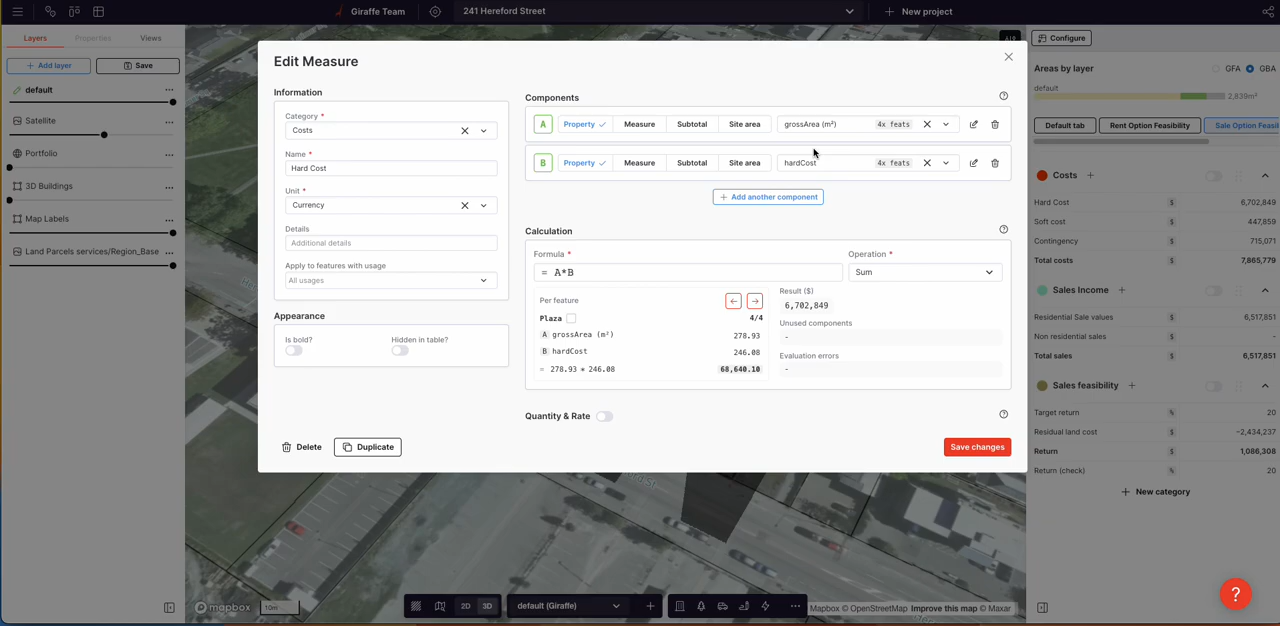 Giraffe Team
241 Hereford Street
New project
Layers
Properties
Views
+ Add layer
Save
default
Satellite
Portfolio
3D Buildings
Map Labels
Land Parcels services/Region_Base
Edit Measure
Information
Category *
Costs
Name *
Hard Cost
Unit *
Currency
Details
Additional details
Apply to features with usage
All usages
Appearance
Is bold?
Hidden in table?
Delete
Duplicate
Components
A Property Measure Subtotal Site area grossArea (m²) 4x feats
B Property Measure Subtotal Site area hardCost 4x feats
+ Add another component
Calculation
Formula *
= A*B
Operation *
Sum
Per feature
Plaza 4/4
A grossArea (m²) 278.93
B hardCost 246.08
= 278.93 * 246.08 68,640.10
Result ($)
6,702,849
Unused components
-
Evaluation errors
-
Quantity & Rate
Save changes
Configure
Areas by layer
GFA GBA
default
2,839m²
Default tab
Rent Option Feasibility
Sale Option Feasi
Costs +
Hard Cost $ 6,702,849
Soft cost $ 447,859
Contingency $ 715,071
Total costs $ 7,865,779
Sales Income +
Residential Sale values $ 6,517,851
Non residential sales $ -
Total sales $ 6,517,851
Sales feasibility +
Target return % 20
Residual land cost $ −2,434,237
Return $ 1,086,308
Return (check) % 20
+ New category
mapbox
10m
2D
3D
default (Giraffe)
Mapbox © OpenStreetMap Improve this map © Maxar
?